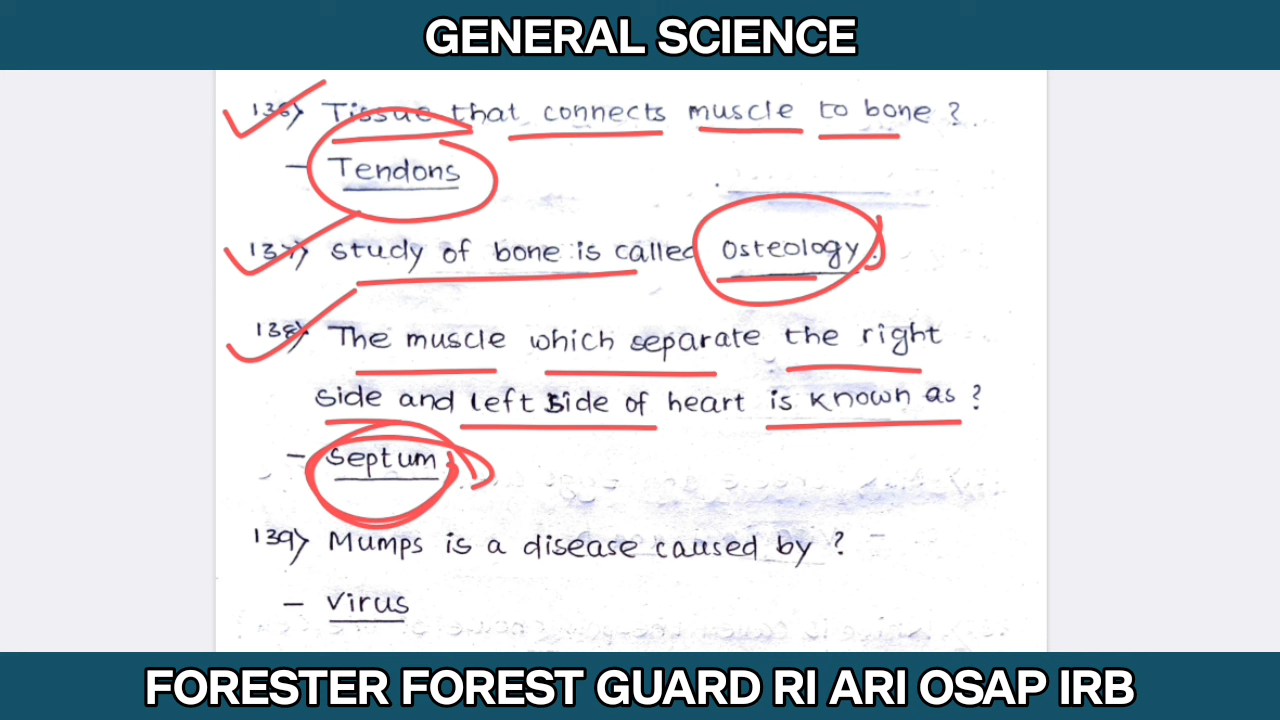 GENERAL SCIENCE
136) Tissue that connects muscle to bone ?
- Tendons
137) study of bone is called Osteology.
138) The muscle which separate the right
side and left side of heart is known as ?
- Septum
139) Mumps is a disease caused by ?
- Virus
FORESTER FOREST GUARD RI ARI OSAP IRB